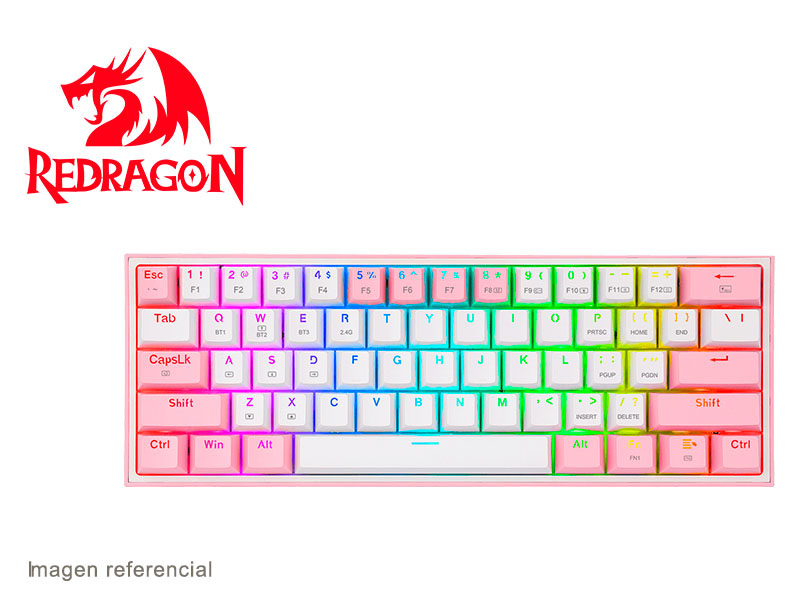 REDRAGON
Esc 1 ! F1 2 @ F2 3 # F3 4 $ F4 5 % F5 6 ^ F6 7 F7 8 * F8 9 ( F9 0 ) F10 - F11 = + F12 ←
Tab Q BT1 W BT2 E BT3 R 2.4G T Y U I O P PRTSC [ { HOME ] } END \ |
CapsLk A S D F G H J K L ; : PGUP PGDN
Shift Z X C V B N M , < . > INSERT / ? DELETE Shift
Ctrl Win Alt Alt Fn FN1 Ctrl
Imagen referencial